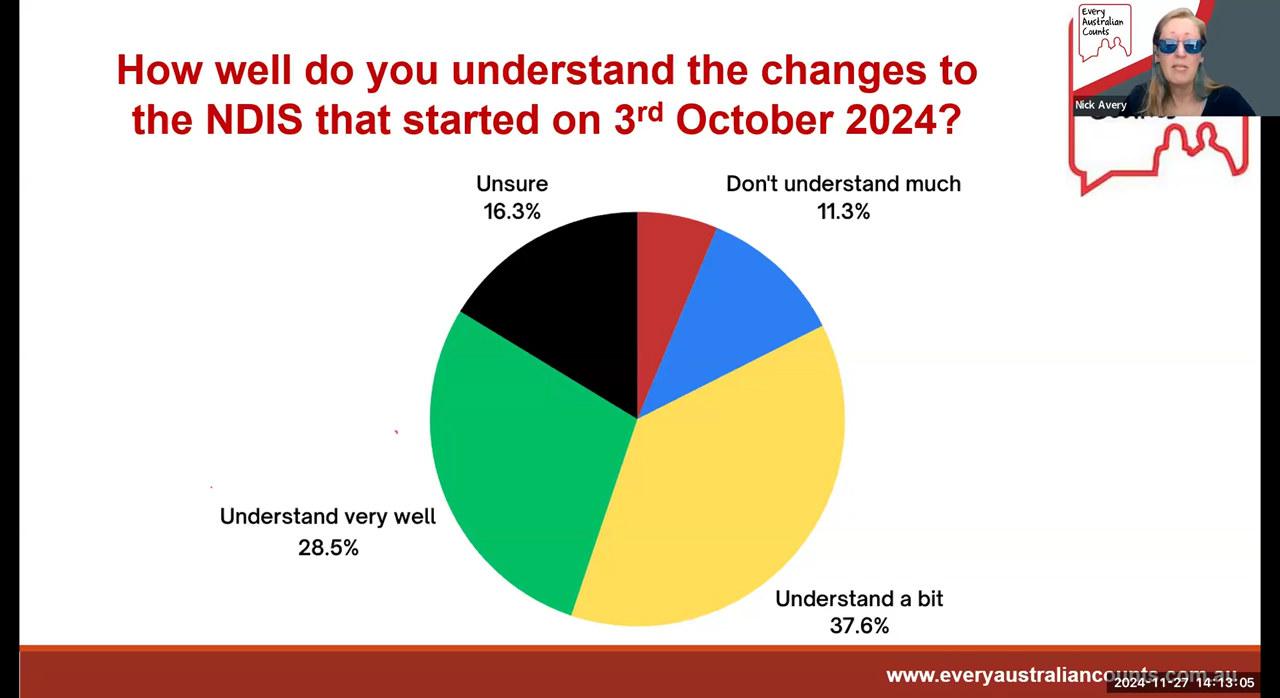 How well do you understand the changes to
the NDIS that started on 3rd October 2024?
Every
Australian
Counts
Nick Avery
Unsure
16.3%
Don't understand much
11.3%
Understand very well
28.5%
Understand a bit
37.6%
www.everyaustraliancounts.com.au
2024-11-27 14:13:05